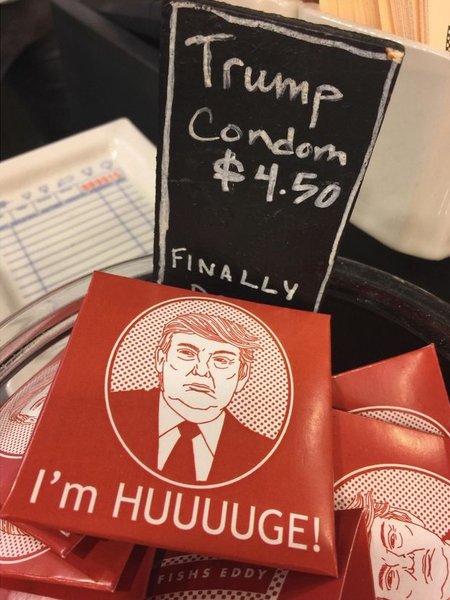 Trump
Condom
$4.50
FINALLY
I'm HUUUUGE!
FISHS EDDY